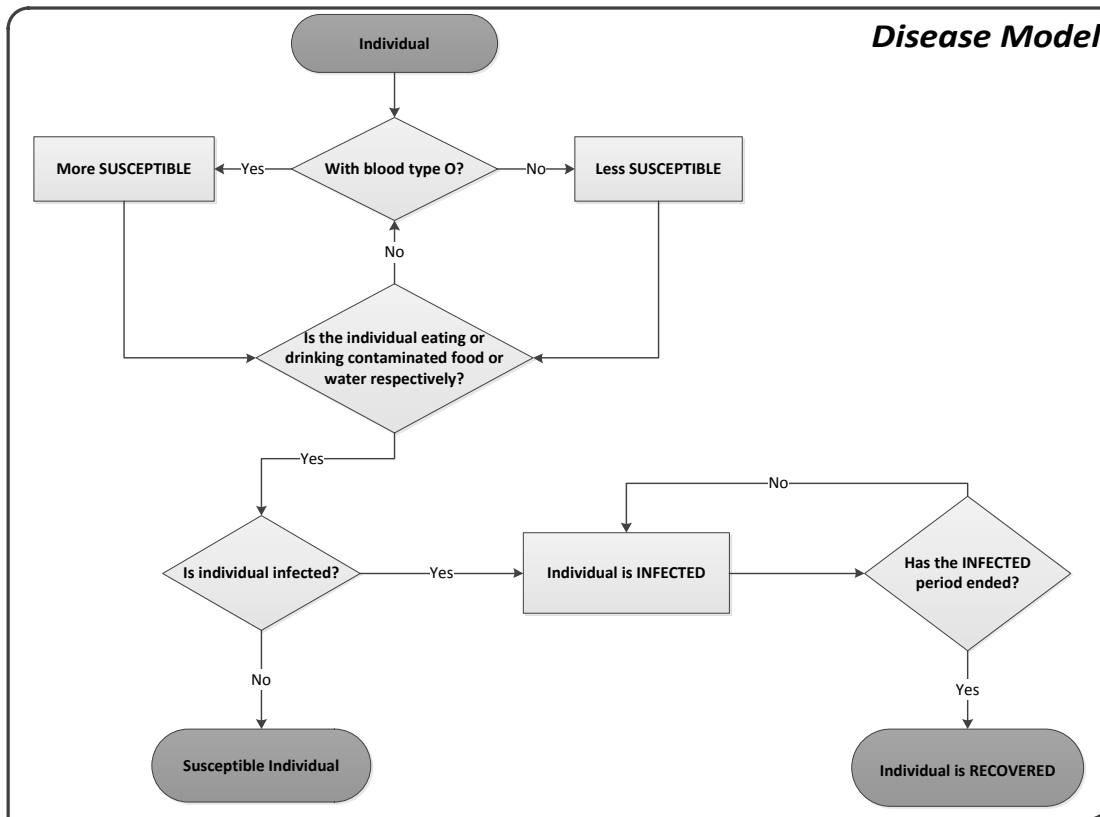 Disease Model
Individual
With blood type O?
Yes
No
More SUSCEPTIBLE
Less SUSCEPTIBLE
No
Is the individual eating or
drinking contaminated food or
water respectively?
Yes
Is individual infected?
Yes
Individual is INFECTED
No
Has the INFECTED
period ended?
No
Yes
Susceptible Individual
Individual is RECOVERED